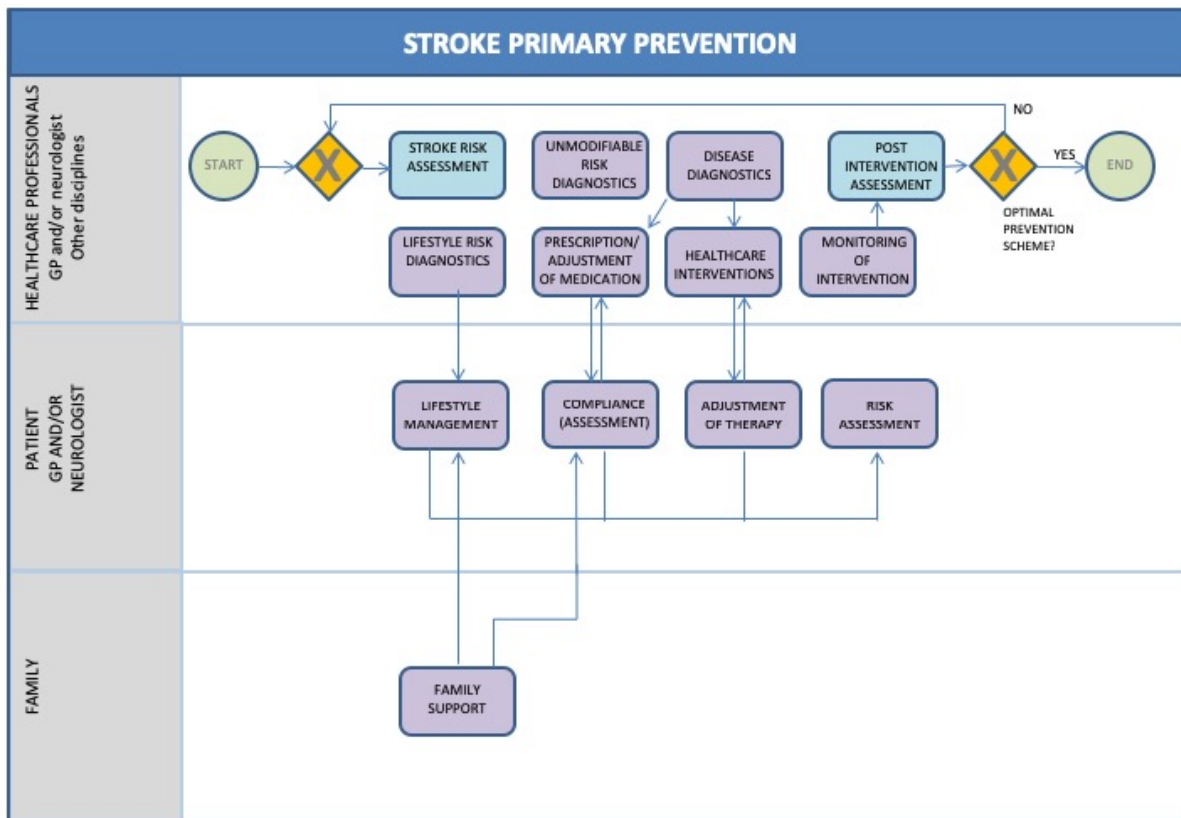 STROKE PRIMARY PREVENTION
HEALTHCARE PROFESSIONALS
GP and/or neurologist
Other disciplines
START
X
STROKE RISK
ASSESSMENT
UNMODIFIABLE
RISK
DIAGNOSTICS
DISEASE
DIAGNOSTICS
POST
INTERVENTION
ASSESSMENT
X
NO
YES
END
OPTIMAL
PREVENTION
SCHEME?
LIFESTYLE RISK
DIAGNOSTICS
PRESCRIPTION/
ADJUSTMENT
OF MEDICATION
HEALTHCARE
INTERVENTIONS
MONITORING
OF
INTERVENTION
PATIENT
GP AND/OR
NEUROLOGIST
LIFESTYLE
MANAGEMENT
COMPLIANCE
(ASSESSMENT)
ADJUSTMENT
OF THERAPY
RISK
ASSESSMENT
FAMILY
FAMILY
SUPPORT